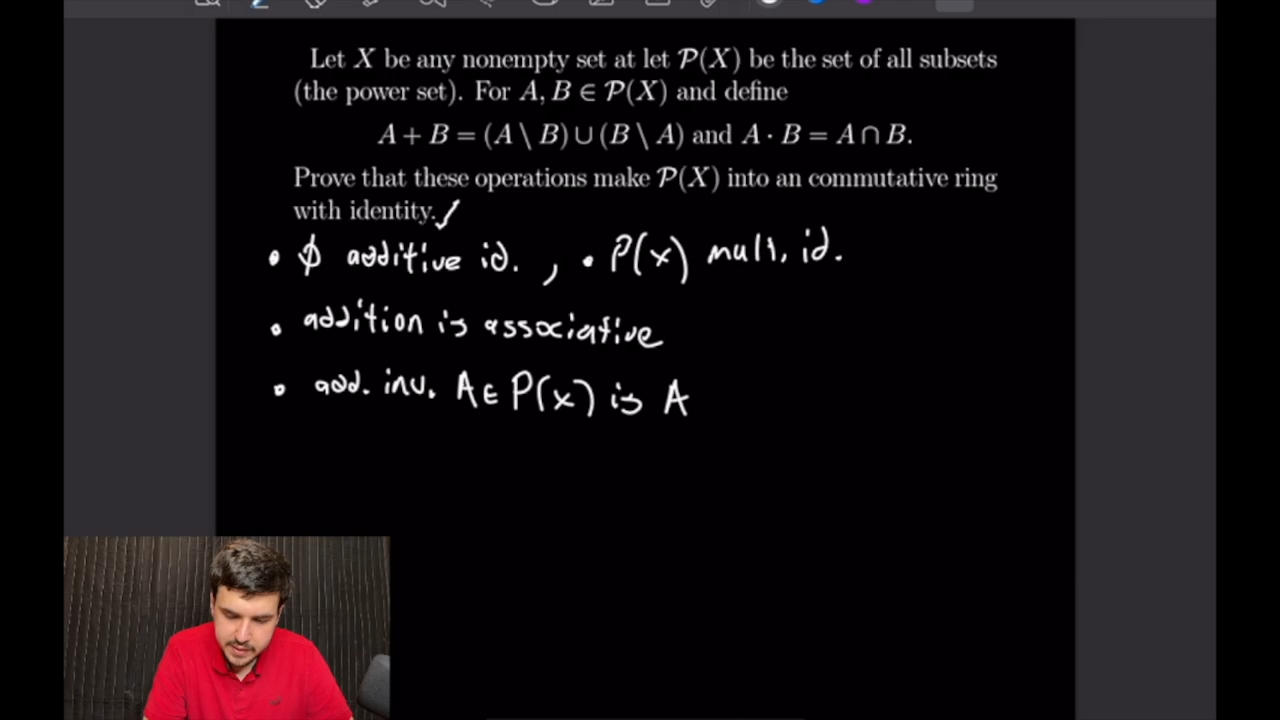 Let X be any nonempty set at let 𝒫(X) be the set of all subsets
(the power set). For A, B ∈ 𝒫(X) and define
A + B = (A \ B) ∪ (B \ A) and A · B = A ∩ B.
Prove that these operations make 𝒫(X) into an commutative ring
with identity.
• ∅ additive id. , • P(x) mult. id.
• addition is associative
• add. inv. A ∈ P(x) is A